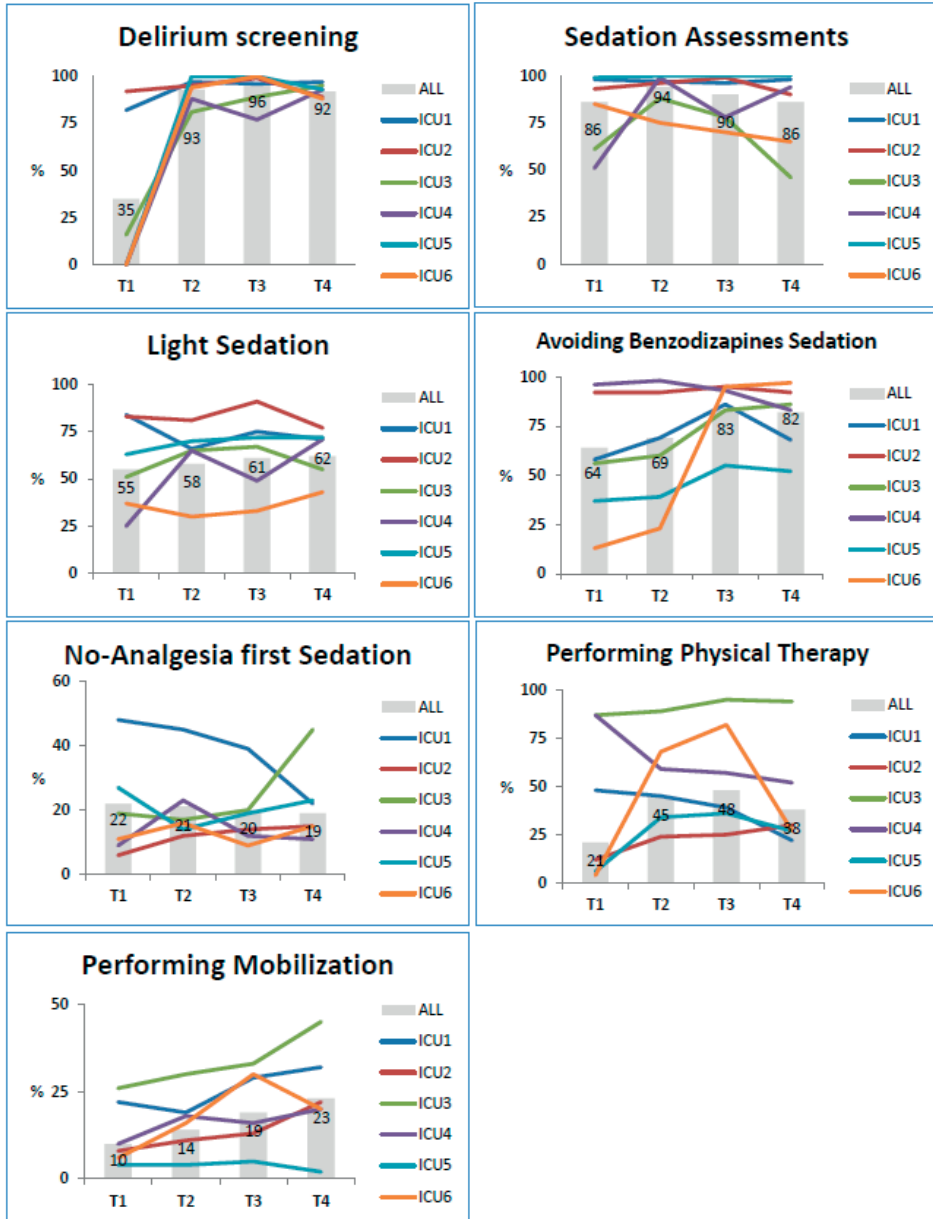 Delirium screening
100
75
%
50
25
0
35
93
96
92
T1 T2 T3 T4
ALL
ICU1
ICU2
ICU3
ICU4
ICU5
ICU6
Sedation Assessments
100
75
%
50
25
0
86
94
90
86
T1 T2 T3 T4
ALL
ICU1
ICU2
ICU3
ICU4
ICU5
ICU6
Light Sedation
100
75
%
50
25
0
55
58
61
62
T1 T2 T3 T4
ALL
ICU1
ICU2
ICU3
ICU4
ICU5
ICU6
Avoiding Benzodizapines Sedation
100
75
%
50
25
0
64
69
83
82
T1 T2 T3 T4
ALL
ICU1
ICU2
ICU3
ICU4
ICU5
ICU6
No-Analgesia first Sedation
60
40
%
20
0
22
21
20
19
T1 T2 T3 T4
ALL
ICU1
ICU2
ICU3
ICU4
ICU5
ICU6
Performing Physical Therapy
100
75
%
50
25
0
21
45
48
38
T1 T2 T3 T4
ALL
ICU1
ICU2
ICU3
ICU4
ICU5
ICU6
Performing Mobilization
50
% 25
0
10
14
19
23
T1 T2 T3 T4
ALL
ICU1
ICU2
ICU3
ICU4
ICU5
ICU6